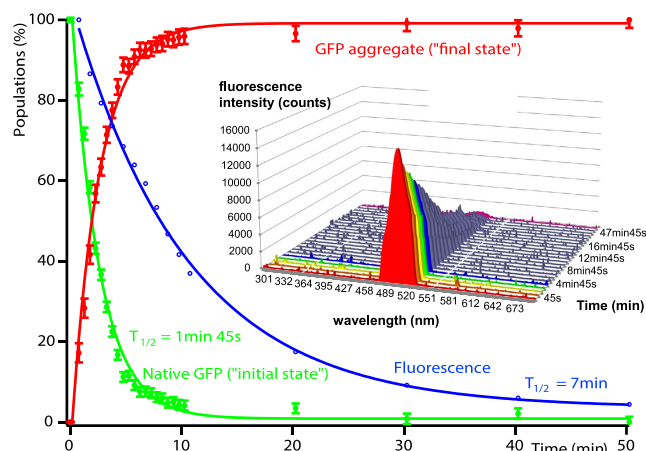 Populations (%)
100
80
60
40
20
0
0
10
20
30
40
50
Time (min)
GFP aggregate ("final state")
T1/2 = 1min 45s
Native GFP ("initial state")
Fluorescence
T1/2 = 7min
fluorescence
intensity (counts)
16000
14000
12000
10000
8000
6000
4000
2000
0
301
332
364
395
427
458
489
520
551
581
612
642
673
wavelength (nm)
47min45s
16min45s
12min45s
8min45s
4min45s
45s
Time (min)